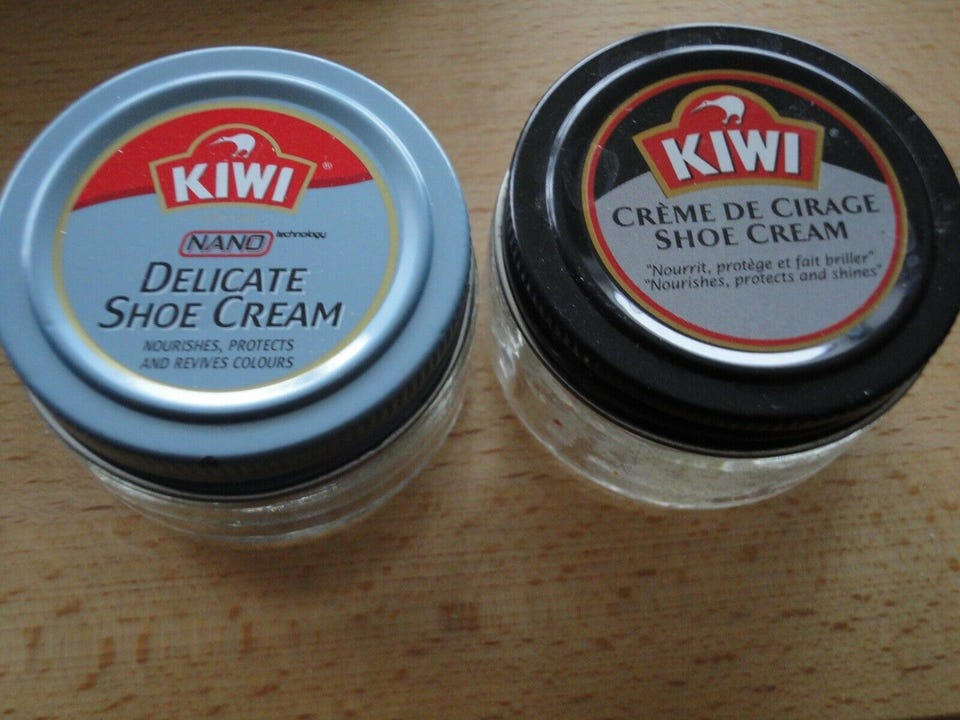 KIWI
®
NANO technology
DELICATE
SHOE CREAM
NOURISHES, PROTECTS
AND REVIVES COLOURS
KIWI
®
CRÈME DE CIRAGE
SHOE CREAM
"Nourrit, protège et fait briller"
"Nourishes, protects and shines"